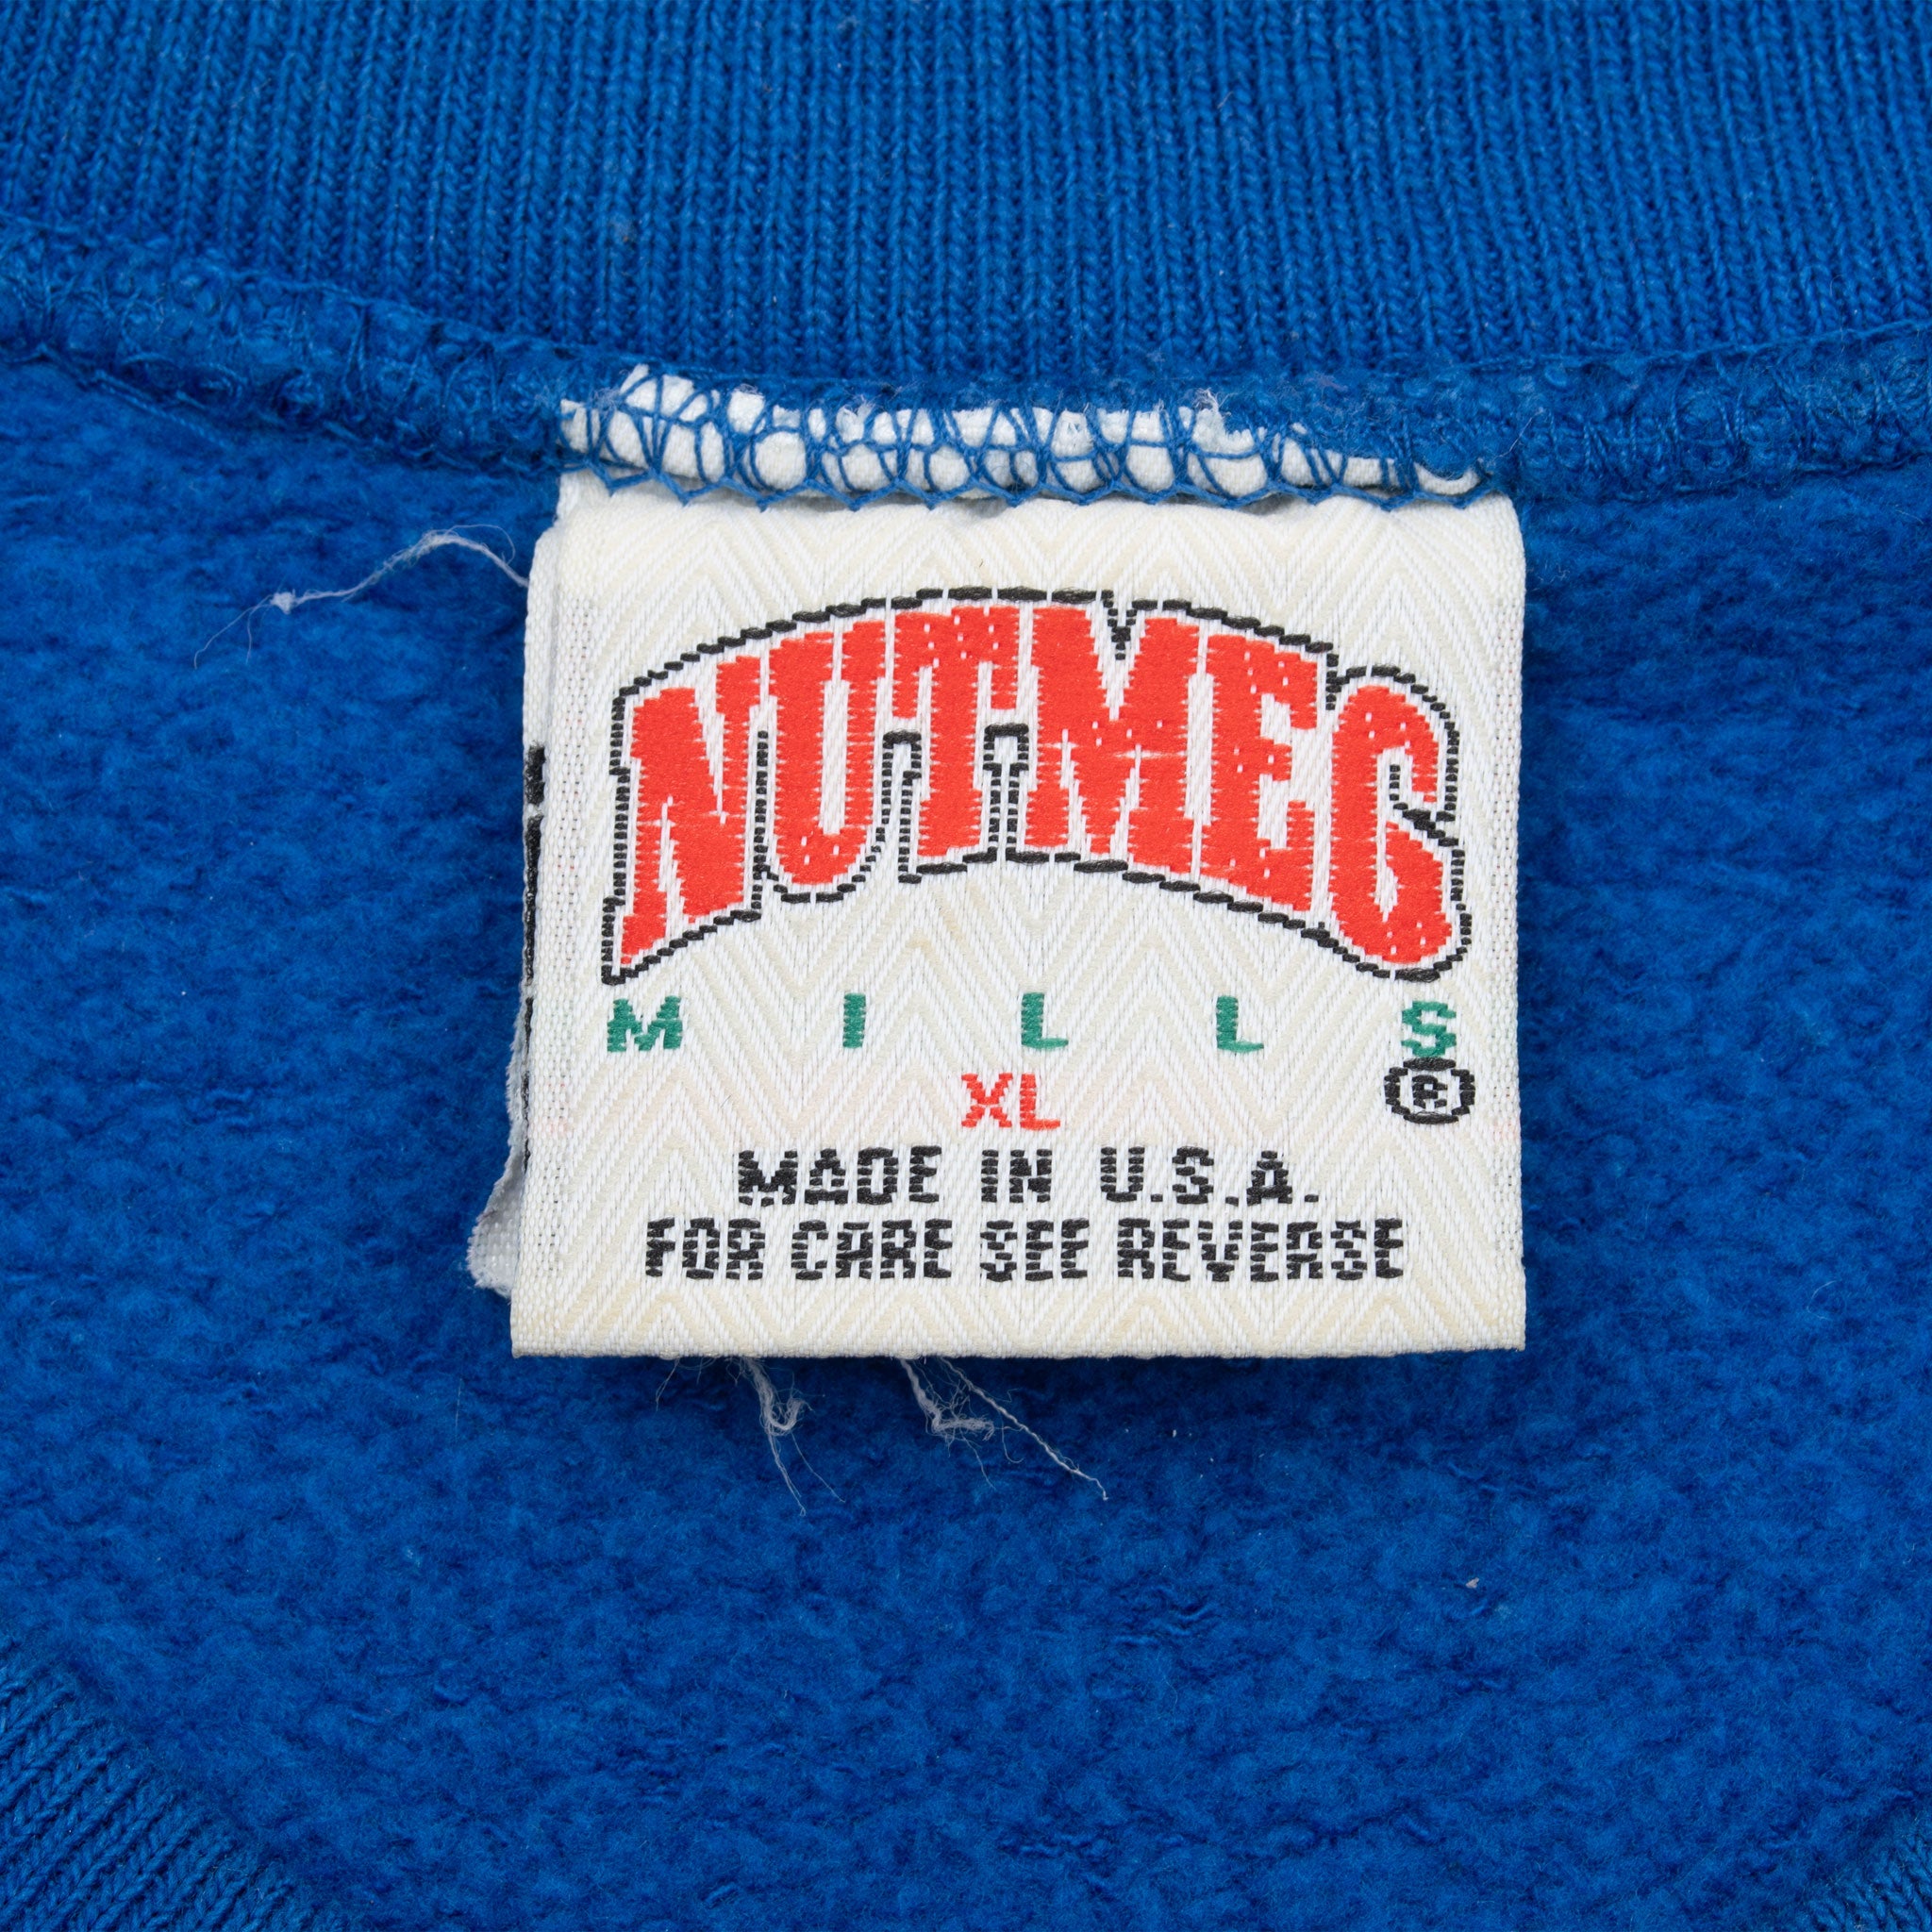 NUTMEG
MILLS
®
XL
MADE IN U.S.A.
FOR CARE SEE REVERSE